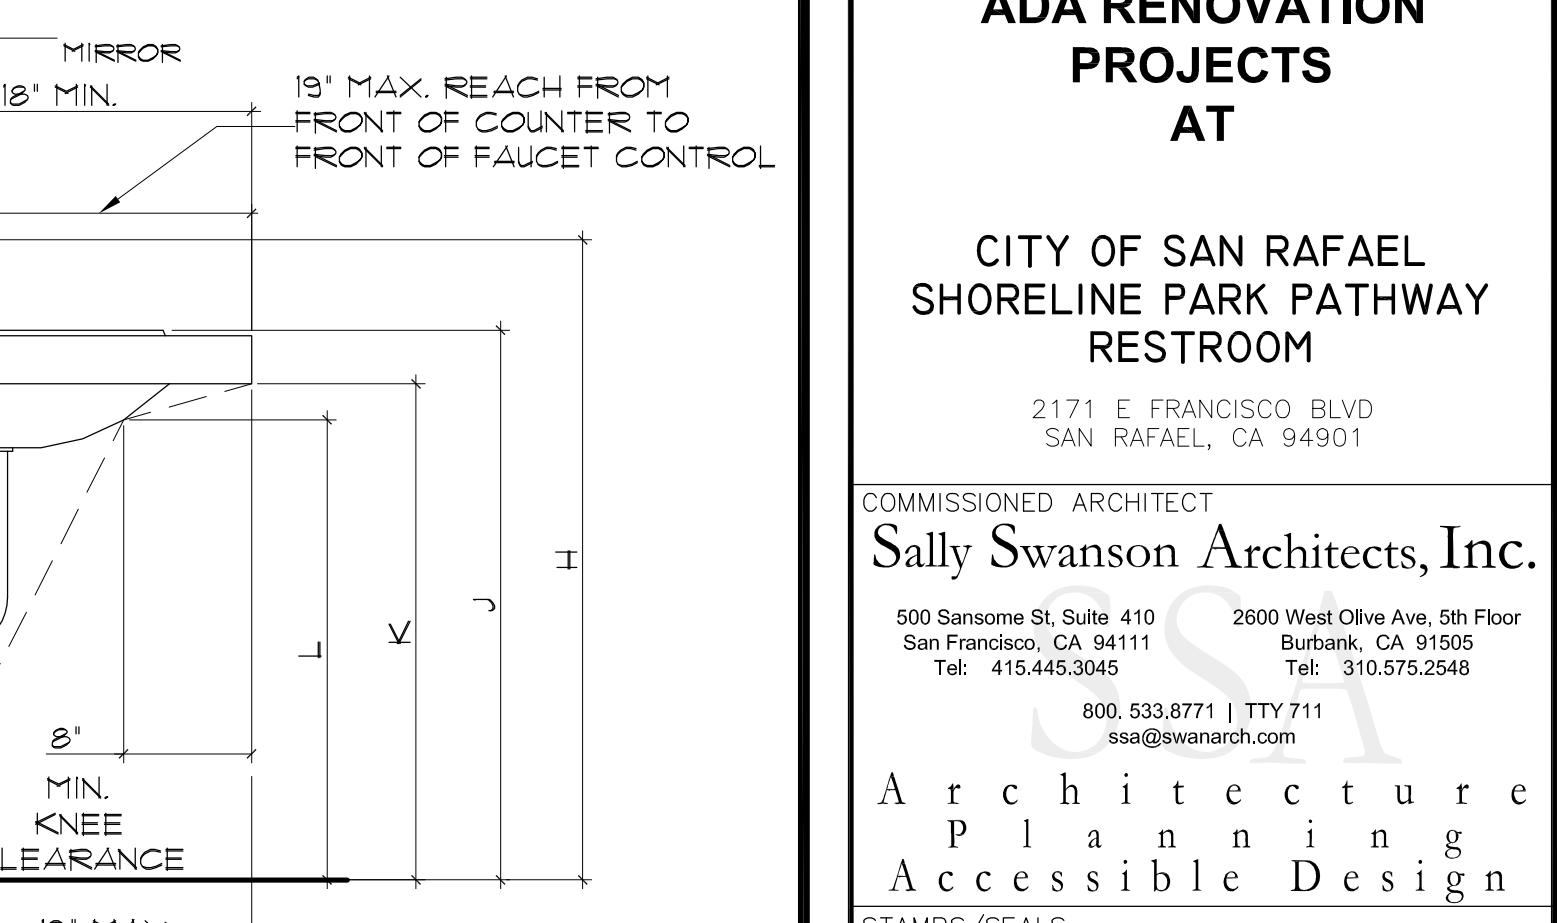 MIRROR
18" MIN.
19" MAX. REACH FROM
FRONT OF COUNTER TO
FRONT OF FAUCET CONTROL
H
J
K
L
8"
MIN.
KNEE
LEARANCE
ADA RENOVATION
PROJECTS
AT
CITY OF SAN RAFAEL
SHORELINE PARK PATHWAY
RESTROOM
2171 E FRANCISCO BLVD
SAN RAFAEL, CA 94901
COMMISSIONED ARCHITECT
Sally Swanson Architects, Inc.
SSA
500 Sansome St, Suite 410
San Francisco, CA 94111
Tel: 415.445.3045
2600 West Olive Ave, 5th Floor
Burbank, CA 91505
Tel: 310.575.2548
800. 533.8771 | TTY 711
ssa@swanarch.com
Architecture
Planning
Accessible Design
STAMPS/SEALS